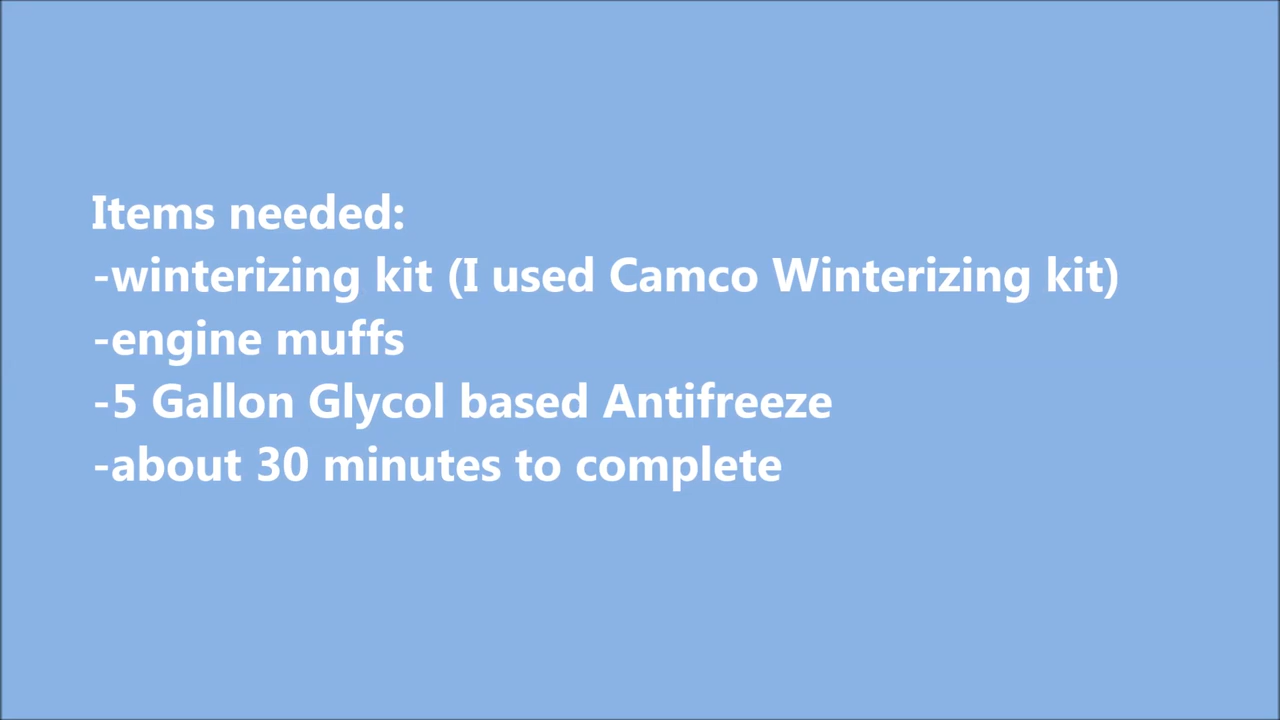 Items needed:
-winterizing kit (I used Camco Winterizing kit)
-engine muffs
-5 Gallon Glycol based Antifreeze
-about 30 minutes to complete